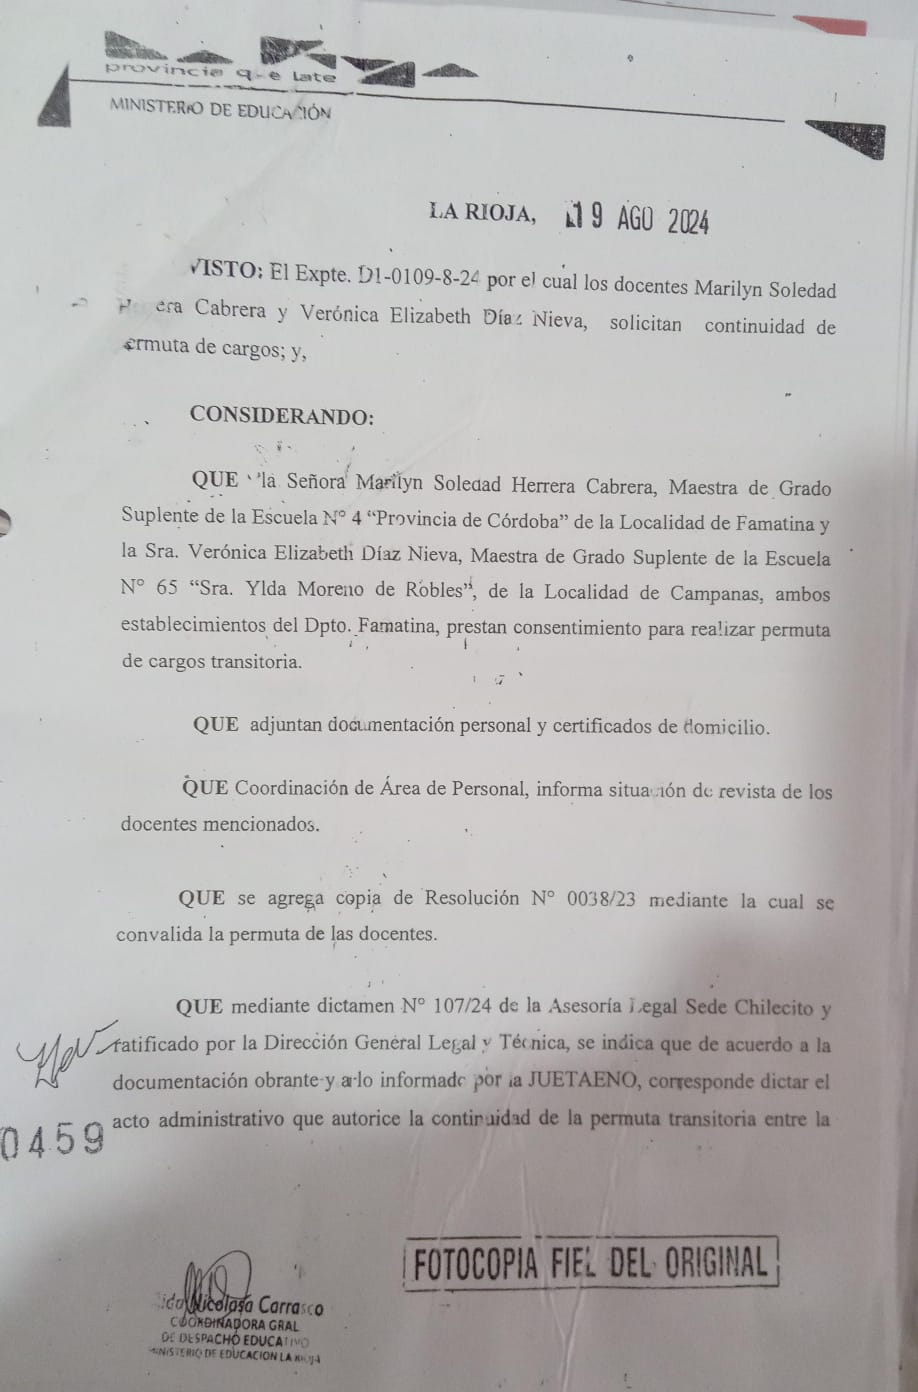 provincia que late
MINISTERIO DE EDUCACIÓN
LA RIOJA, 19 AGO 2024
VISTO: El Expte. D1-0109-8-24 por el cual los docentes Marilyn Soledad
Herrera Cabrera y Verónica Elizabeth Díaz Nieva, solicitan continuidad de
permuta de cargos; y,
CONSIDERANDO:
QUE la Señora Marilyn Soledad Herrera Cabrera, Maestra de Grado
Suplente de la Escuela N° 4 “Provincia de Córdoba” de la Localidad de Famatina y
la Sra. Verónica Elizabeth Díaz Nieva, Maestra de Grado Suplente de la Escuela
N° 65 “Sra. Ylda Moreno de Robles”, de la Localidad de Campanas, ambos
establecimientos del Dpto. Famatina, prestan consentimiento para realizar permuta
de cargos transitoria.
QUE adjuntan documentación personal y certificados de domicilio.
QUE Coordinación de Área de Personal, informa situación de revista de los
docentes mencionados.
QUE se agrega copia de Resolución N° 0038/23 mediante la cual se
convalida la permuta de las docentes.
QUE mediante dictamen N° 107/24 de la Asesoría Legal Sede Chilecito y
ratificado por la Dirección General Legal y Técnica, se indica que de acuerdo a la
documentación obrante y a lo informado por la JUETAENO, corresponde dictar el
acto administrativo que autorice la continuidad de la permuta transitoria entre la
0459
FOTOCOPIA FIEL DEL ORIGINAL
Nicolasa Carrasco
COORDINADORA GRAL
DE DESPACHO EDUCATIVO
MINISTERIO DE EDUCACION LA RIOJA